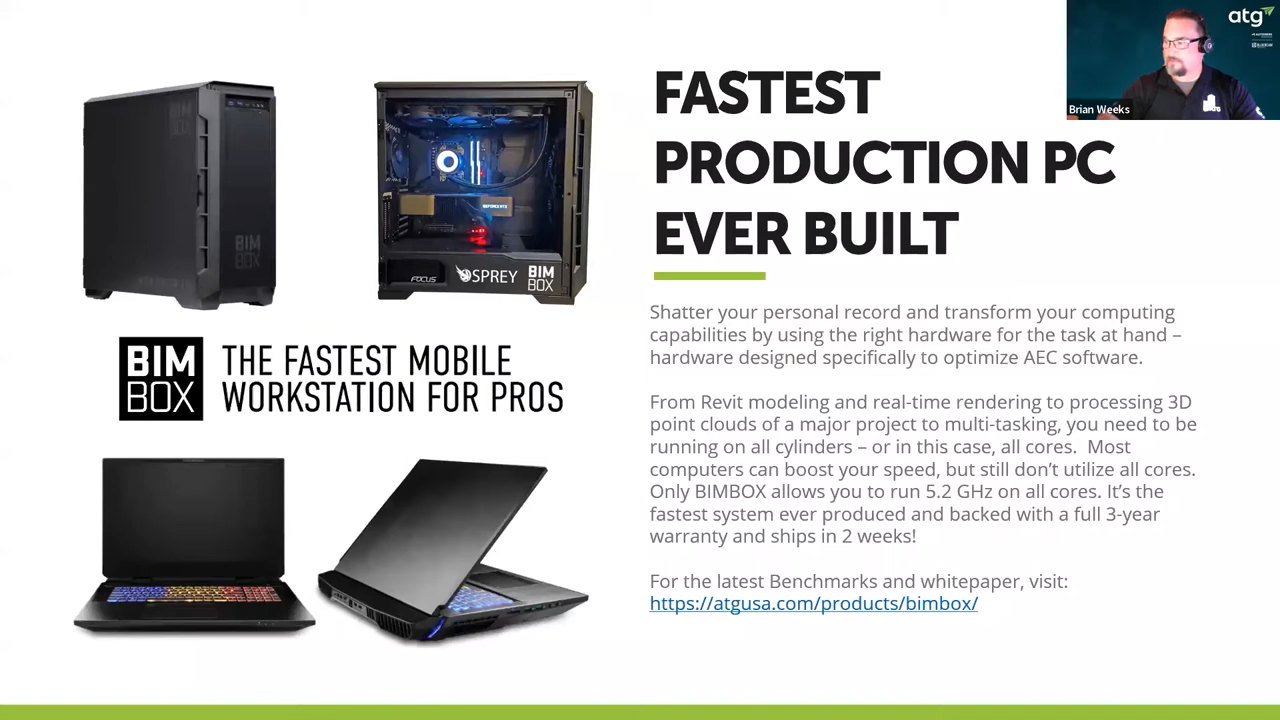 atg
Brian Weeks
FASTEST
PRODUCTION PC
EVER BUILT
BIM
BOX
BIM
BOX
GEFORCE RTX
FOCUS
OSPREY
BIM
BOX
BIM
BOX
THE FASTEST MOBILE
WORKSTATION FOR PROS
Shatter your personal record and transform your computing
capabilities by using the right hardware for the task at hand –
hardware designed specifically to optimize AEC software.
From Revit modeling and real-time rendering to processing 3D
point clouds of a major project to multi-tasking, you need to be
running on all cylinders – or in this case, all cores.  Most
computers can boost your speed, but still don’t utilize all cores.
Only BIMBOX allows you to run 5.2 GHz on all cores. It’s the
fastest system ever produced and backed with a full 3-year
warranty and ships in 2 weeks!
For the latest Benchmarks and whitepaper, visit:
https://atgusa.com/products/bimbox/